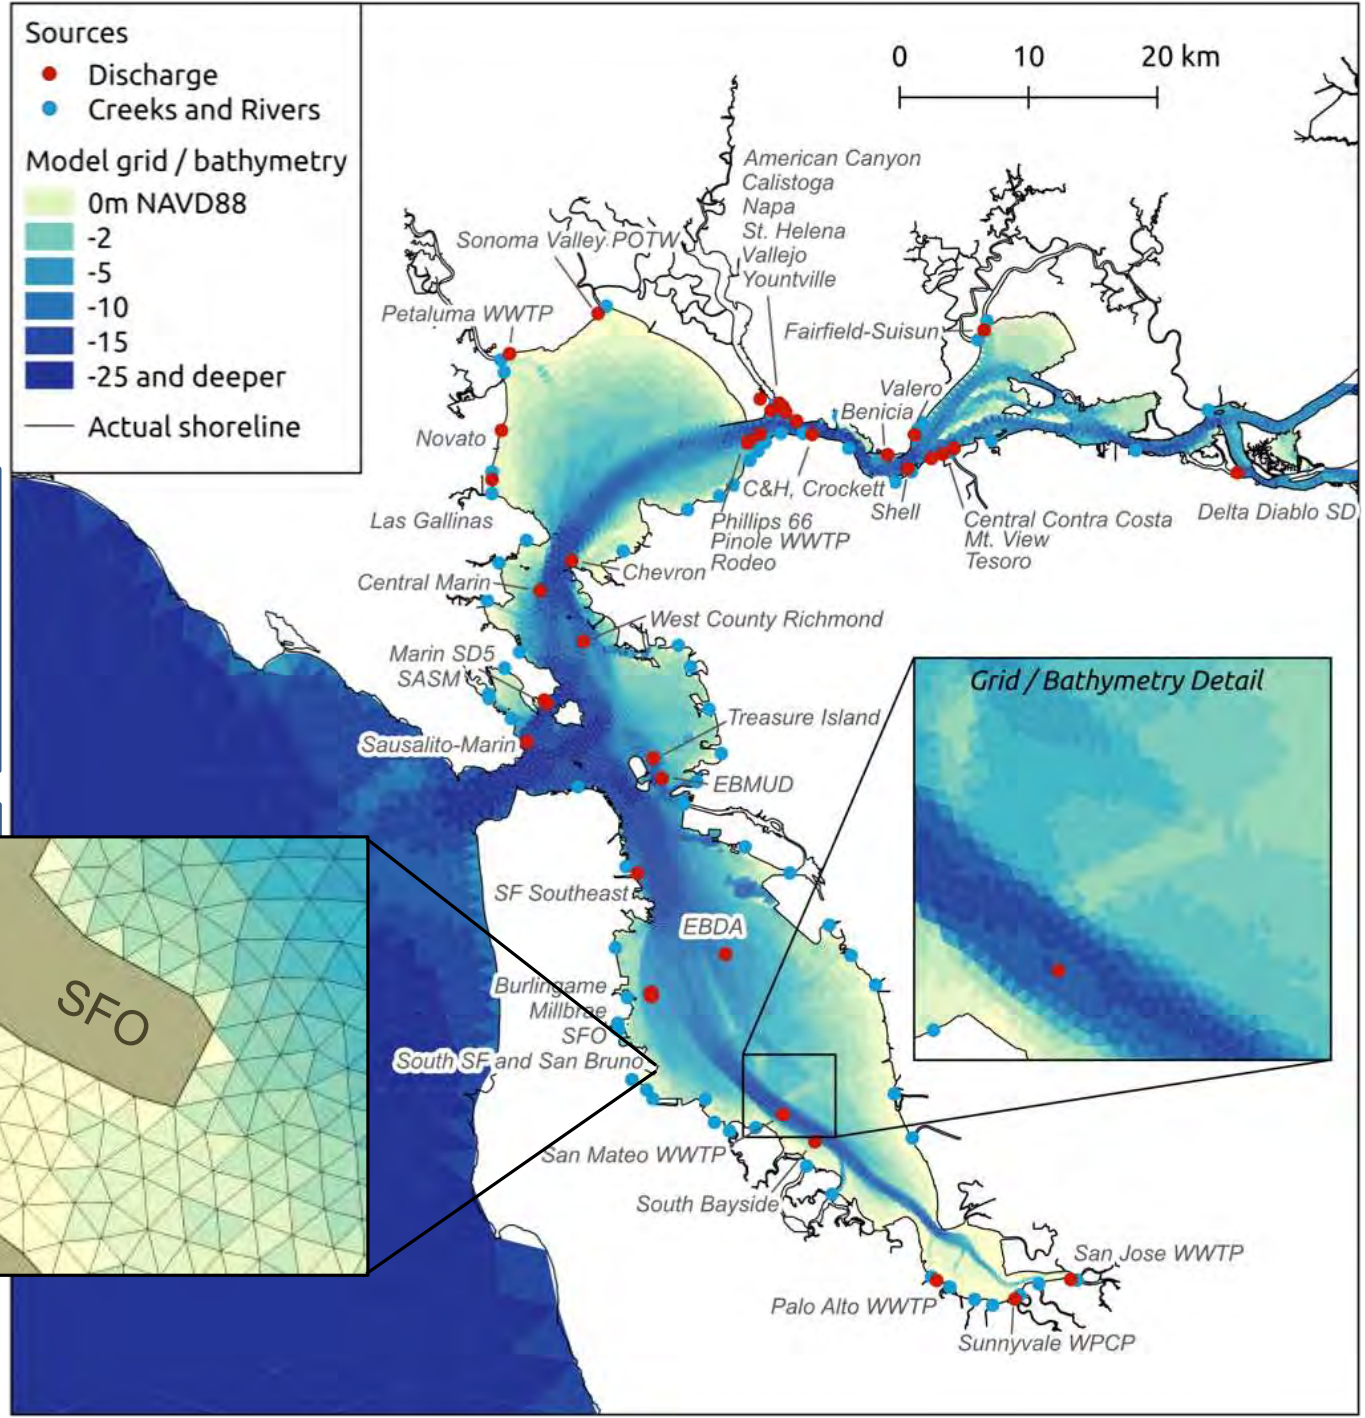 Sources
Discharge
Creeks and Rivers
Model grid / bathymetry
0m NAVD88
-2
-5
-10
-15
-25 and deeper
Actual shoreline
0 10 20 km
American Canyon
Calistoga
Napa
St. Helena
Vallejo
Yountville
Sonoma Valley POTW
Petaluma WWTP
Fairfield-Suisun
Valero
Benicia
Novato
Las Gallinas
C&H, Crockett
Shell
Phillips 66
Pinole WWTP
Rodeo
Central Contra Costa
Mt. View
Tesoro
Delta Diablo SD
Chevron
Central Marin
West County Richmond
Marin SD5
SASM
Grid / Bathymetry Detail
Treasure Island
Sausalito-Marin
EBMUD
SF Southeast
EBDA
SFO
Burlingame
Millbrae
SFO
South SF and San Bruno
San Mateo WWTP
South Bayside
San Jose WWTP
Palo Alto WWTP
Sunnyvale WPCP